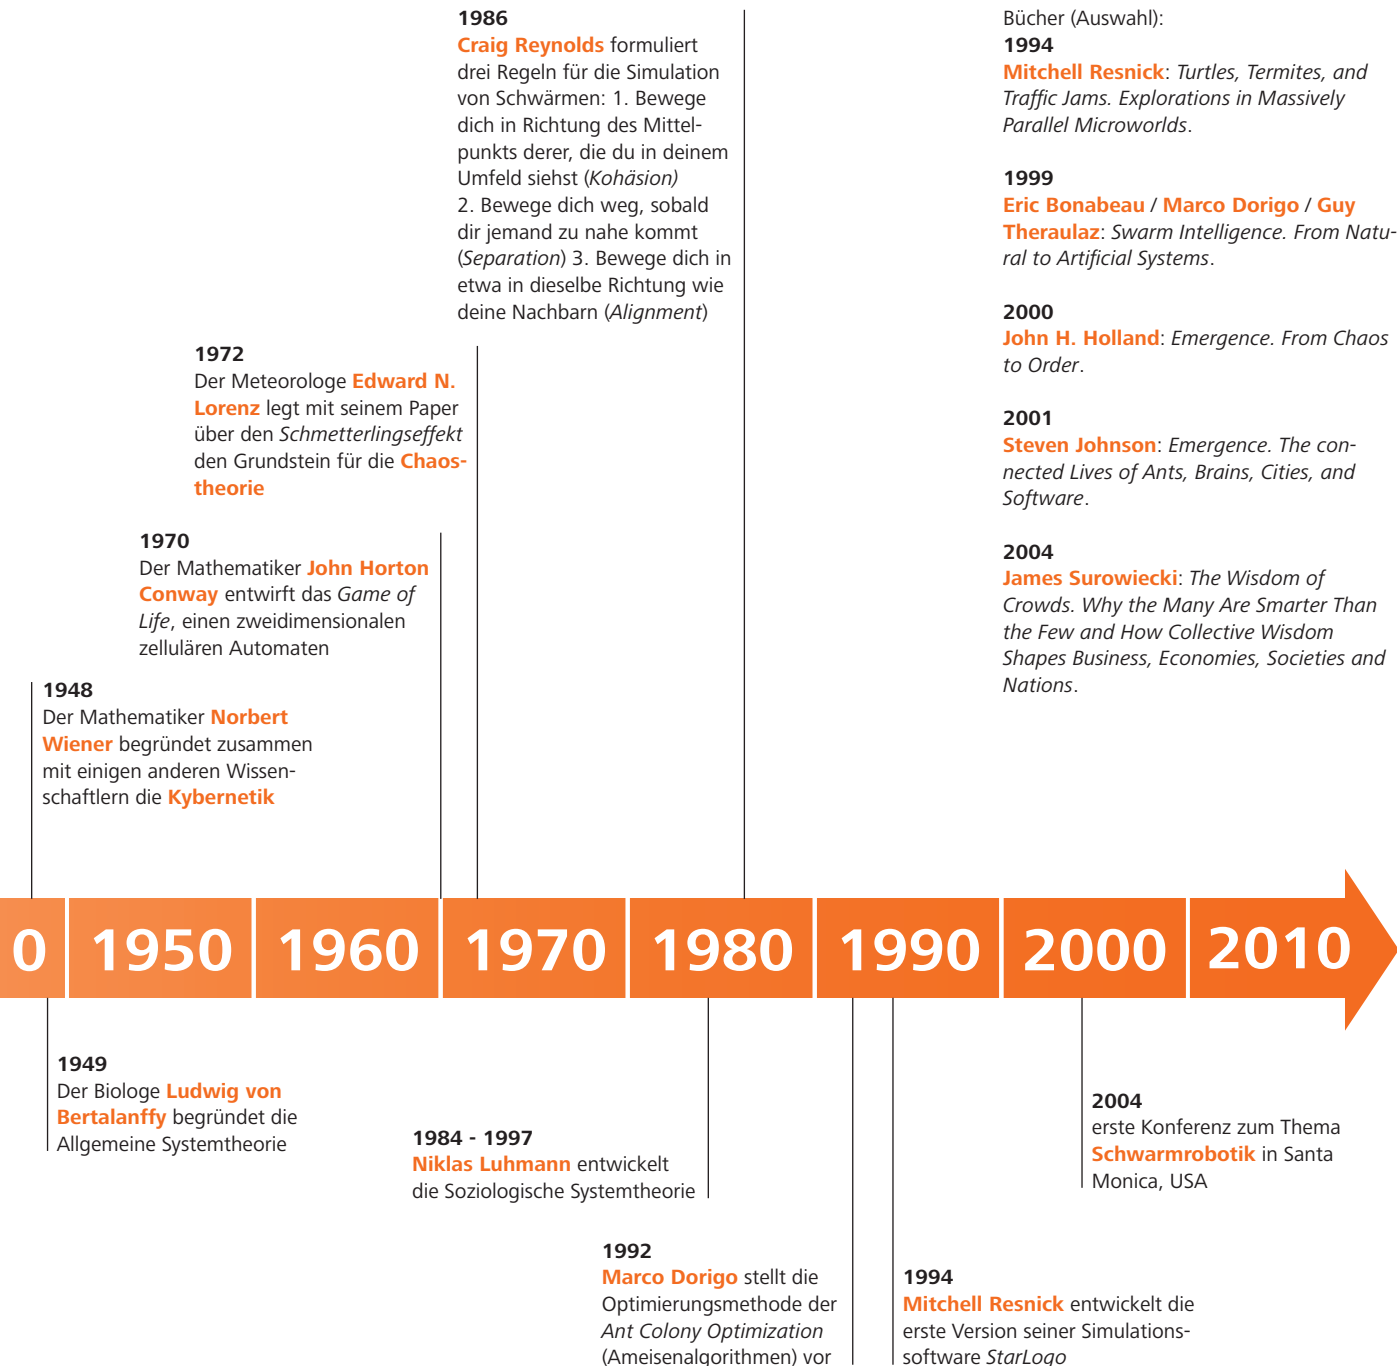 1986
Craig Reynolds formuliert
drei Regeln für die Simulation
von Schwärmen: 1. Bewege
dich in Richtung des Mittel-
punkts derer, die du in deinem
Umfeld siehst (Kohäsion)
2. Bewege dich weg, sobald
dir jemand zu nahe kommt
(Separation) 3. Bewege dich in
etwa in dieselbe Richtung wie
deine Nachbarn (Alignment)
Bücher (Auswahl):
1994
Mitchell Resnick: Turtles, Termites, and
Traffic Jams. Explorations in Massively
Parallel Microworlds.
1999
Eric Bonabeau / Marco Dorigo / Guy
Theraulaz: Swarm Intelligence. From Natu-
ral to Artificial Systems.
2000
John H. Holland: Emergence. From Chaos
to Order.
2001
Steven Johnson: Emergence. The con-
nected Lives of Ants, Brains, Cities, and
Software.
2004
James Surowiecki: The Wisdom of
Crowds. Why the Many Are Smarter Than
the Few and How Collective Wisdom
Shapes Business, Economies, Societies and
Nations.
1972
Der Meteorologe Edward N.
Lorenz legt mit seinem Paper
über den Schmetterlingseffekt
den Grundstein für die Chaos-
theorie
1970
Der Mathematiker John Horton
Conway entwirft das Game of
Life, einen zweidimensionalen
zellulären Automaten
1948
Der Mathematiker Norbert
Wiener begründet zusammen
mit einigen anderen Wissen-
schaftlern die Kybernetik
0 1950 1960 1970 1980 1990 2000 2010
1949
Der Biologe Ludwig von
Bertalanffy begründet die
Allgemeine Systemtheorie
1984 - 1997
Niklas Luhmann entwickelt
die Soziologische Systemtheorie
2004
erste Konferenz zum Thema
Schwarmrobotik in Santa
Monica, USA
1992
Marco Dorigo stellt die
Optimierungsmethode der
Ant Colony Optimization
(Ameisenalgorithmen) vor
1994
Mitchell Resnick entwickelt die
erste Version seiner Simulations-
software StarLogo